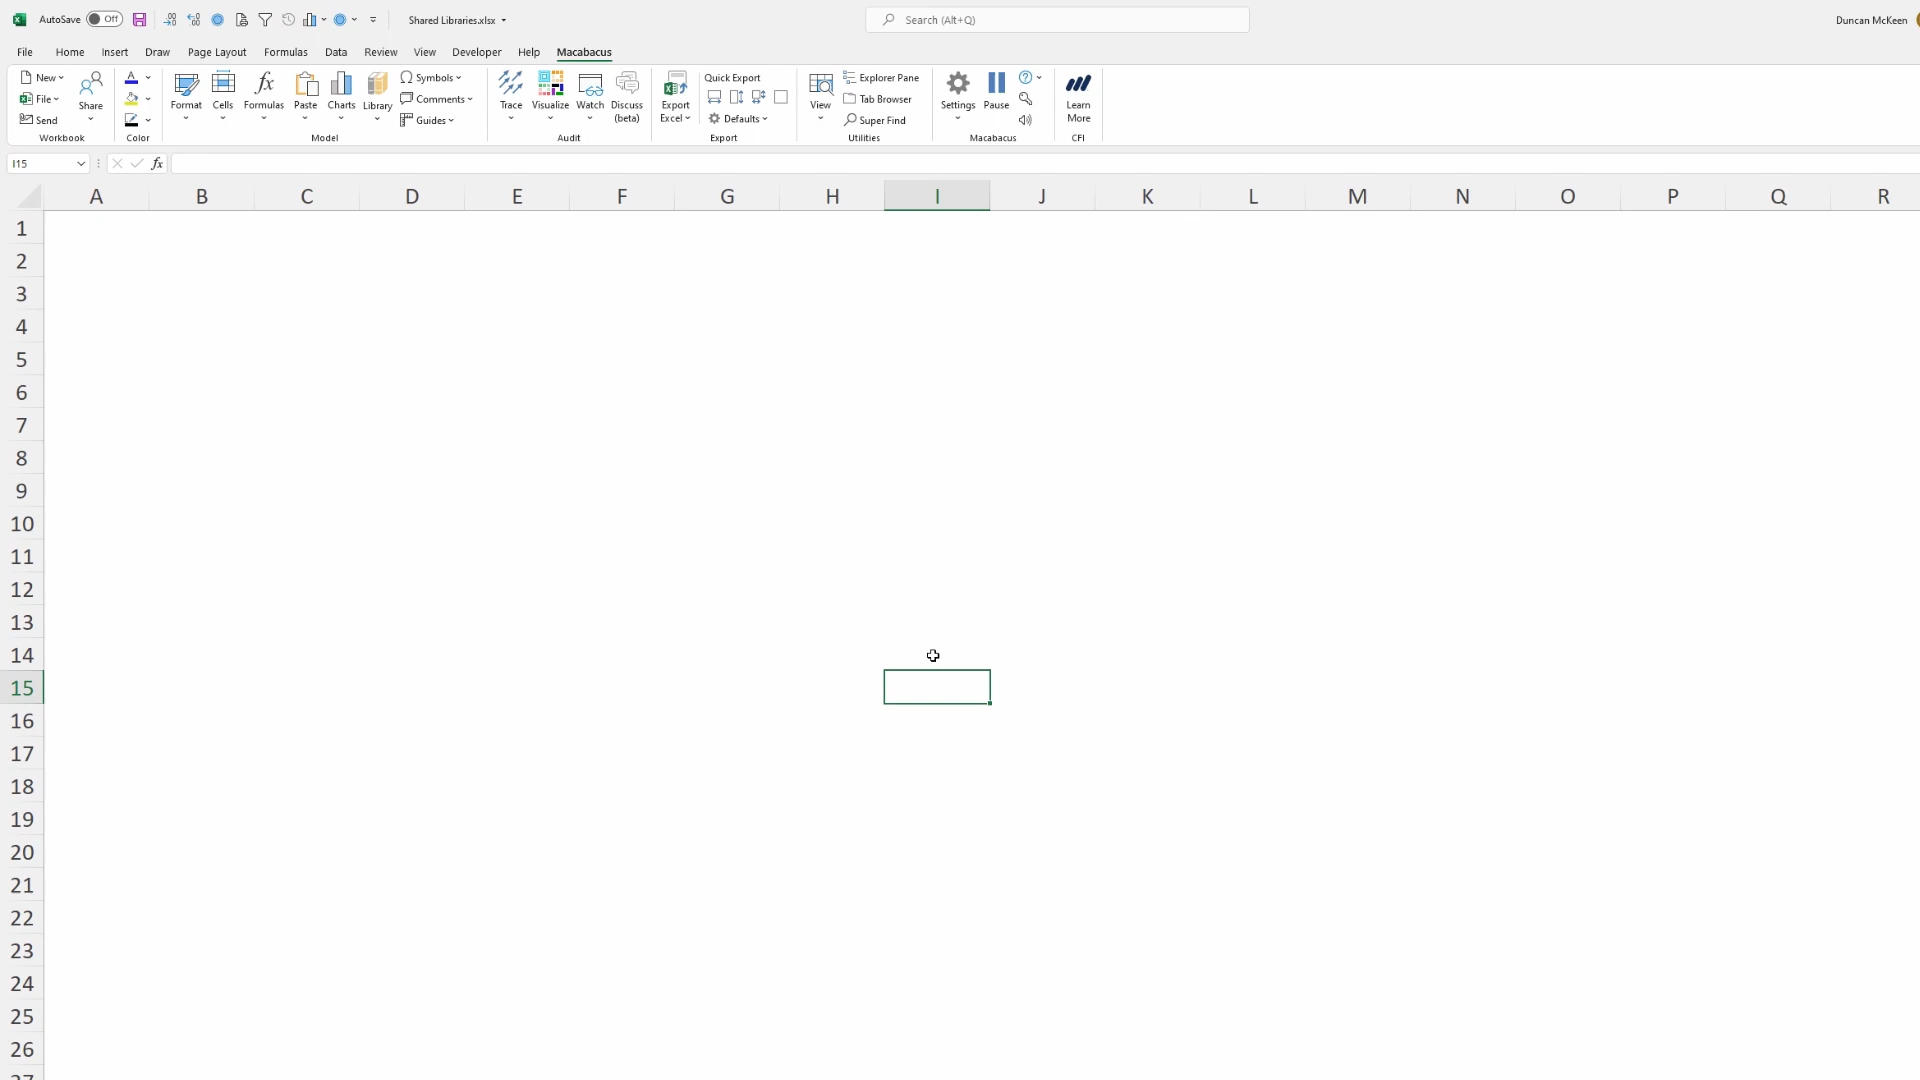 AutoSave Off Shared Libraries.xlsx Search (Alt+Q) Duncan McKeen
File Home Insert Draw Page Layout Formulas Data Review View Developer Help Macabacus
New File Send Share Workbook
Color
Format Cells Formulas Paste Charts Library Symbols Comments Guides Model
Trace Visualize Watch Discuss (beta) Audit
Export Excel Quick Export Defaults Export
View Explorer Pane Tab Browser Super Find Utilities
Settings Pause Macabacus
Learn More CFI
I15 fx
A B C D E F G H I J K L M N O P Q R
1
2
3
4
5
6
7
8
9
10
11
12
13
14
15
16
17
18
19
20
21
22
23
24
25
26
27